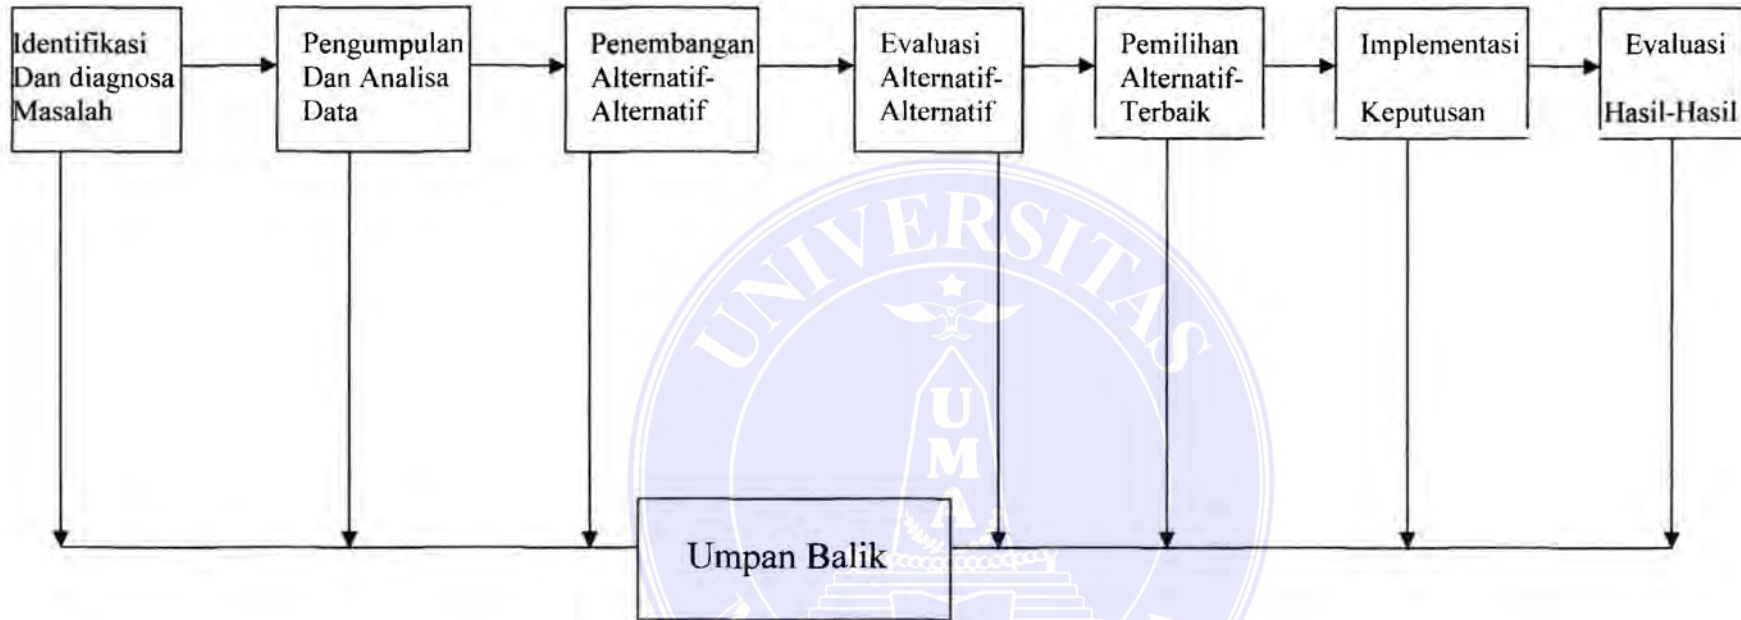 Identifikasi
Dan diagnosa
Masalah
Pengumpulan
Dan Analisa
Data
Penembangan
Alternatif-
Alternatif
Evaluasi
Alternatif-
Alternatif
Pemilihan
Alternatif-
Terbaik
Implementasi
Keputusan
Evaluasi
Hasil-Hasil
UNIVERSITAS
UMA
Umpan Balik